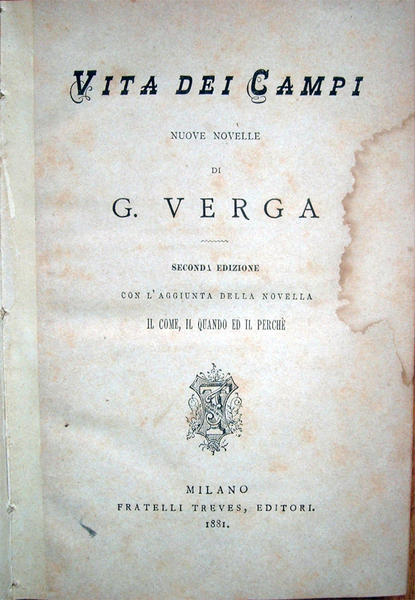 VITA DEI CAMPI
NUOVE NOVELLE
DI
G. VERGA
SECONDA EDIZIONE
CON L'AGGIUNTA DELLA NOVELLA
IL COME, IL QUANDO ED IL PERCHÈ
MILANO
FRATELLI TREVES, EDITORI.
1881.